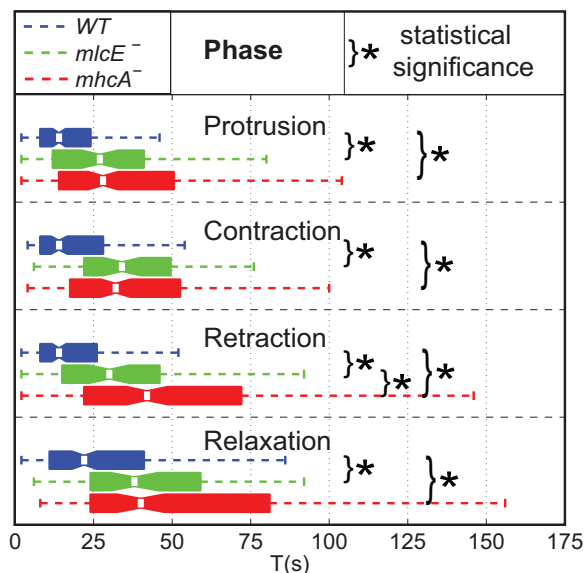 WT
mlcE⁻
mhcA⁻
Phase
}* statistical
significance
Protrusion
}* }*
Contraction
}* }*
Retraction
}* }* }*
Relaxation
}* }*
0 25 50 75 100 125 150 175
T(s)